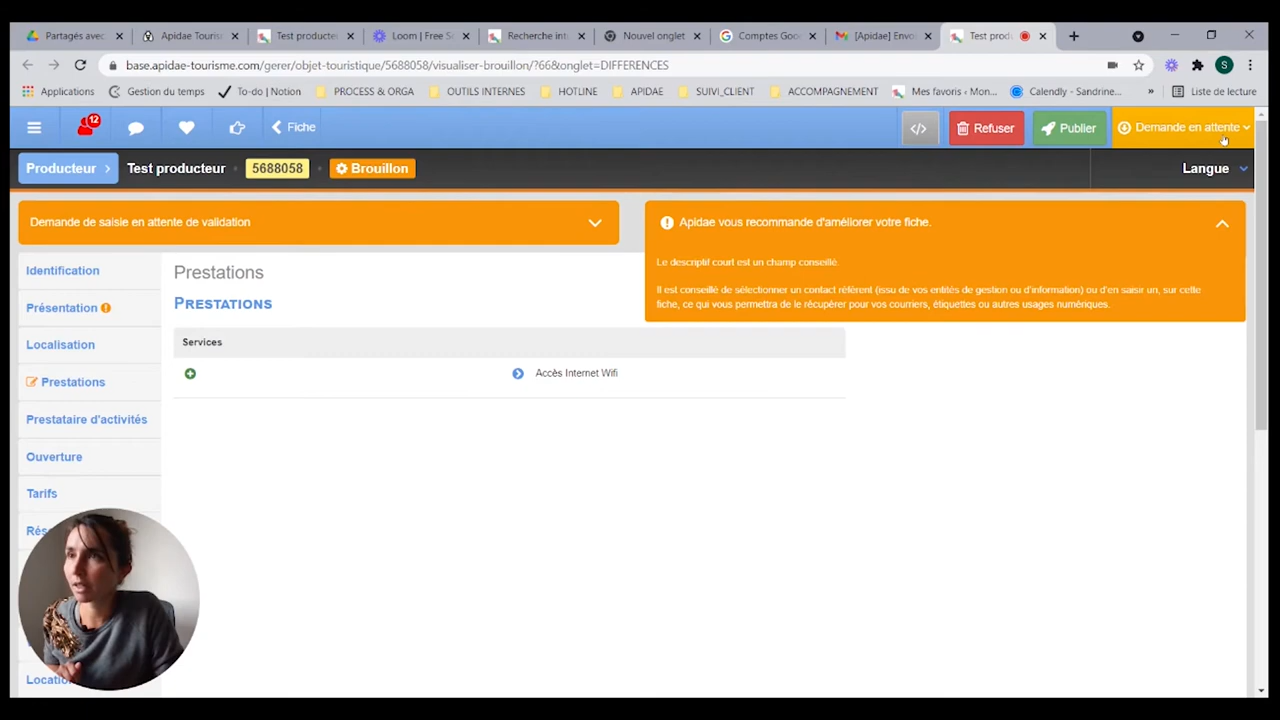 Partagés avec
Apidae Touris
Test producte
Loom | Free S
Recherche int
Nouvel onglet
Comptes Goo
[Apidae] Envo
Test prod
base.apidae-tourisme.com/gerer/objet-touristique/5688058/visualiser-brouillon/?66&onglet=DIFFERENCES
S
Applications
Gestion du temps
To-do | Notion
PROCESS & ORGA
OUTILS INTERNES
HOTLINE
APIDAE
SUIVI_CLIENT
ACCOMPAGNEMENT
Mes favoris ‹ Mon...
Calendly - Sandrine...
»
Liste de lecture
12
Fiche
</>
Refuser
Publier
Demande en attente
Producteur
Test producteur
5688058
Brouillon
Langue
Demande de saisie en attente de validation
Apidae vous recommande d'améliorer votre fiche.
Le descriptif court est un champ conseillé.
Il est conseillé de sélectionner un contact référent (issu de vos entités de gestion ou d'information) ou d'en saisir un, sur cette
fiche, ce qui vous permettra de le récupérer pour vos courriers, étiquettes ou autres usages numériques.
Identification
Présentation
Localisation
Prestations
Prestataire d'activités
Ouverture
Tarifs
Rés
Location
Prestations
PRESTATIONS
Services
Accès Internet Wifi